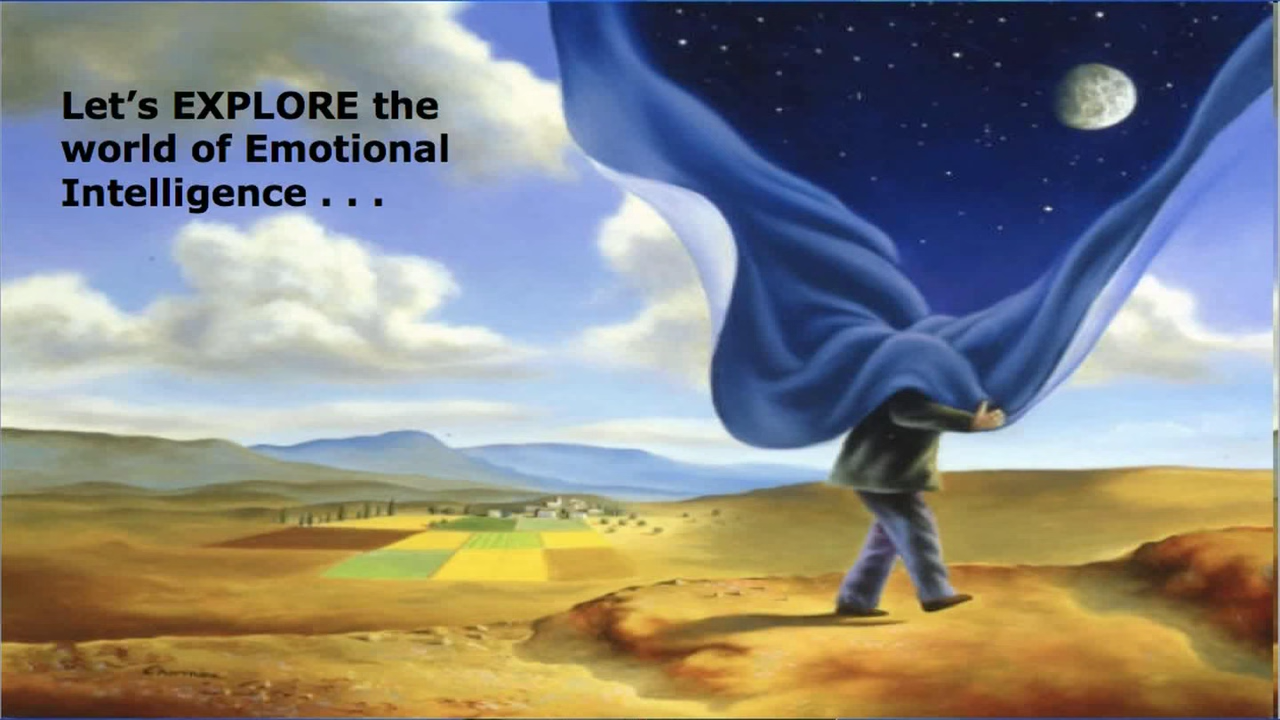 Let’s EXPLORE the
world of Emotional
Intelligence . . .